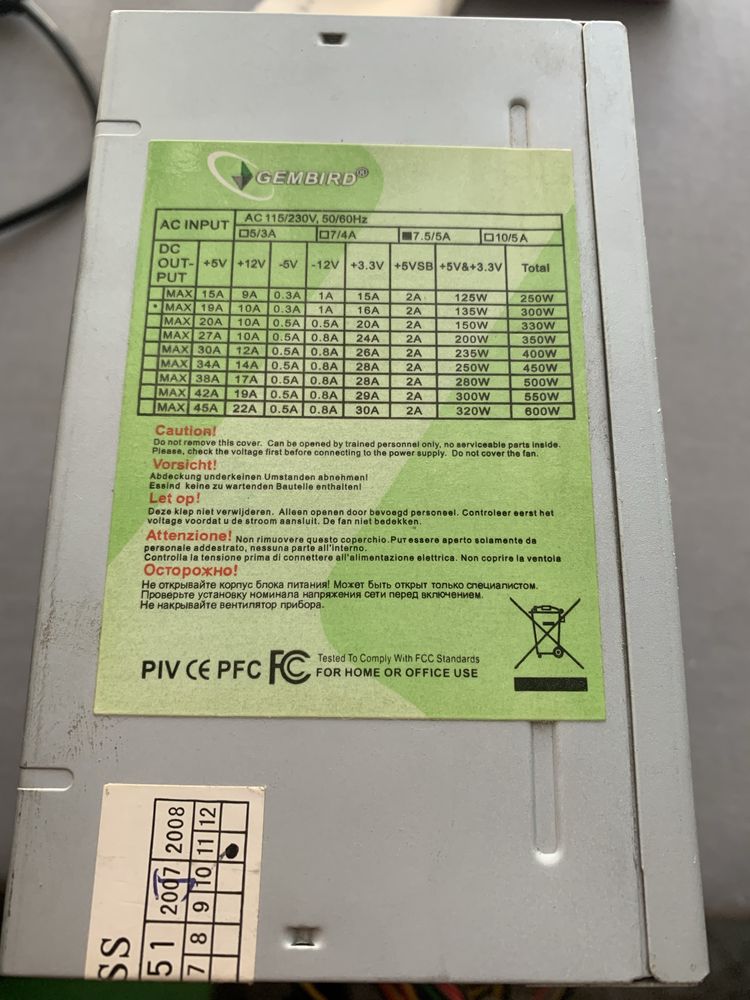 GEMBIRD®
AC INPUT AC 115/230V, 50/60Hz
□5/3A □7/4A ■7.5/5A □10/5A
DC OUT-PUT +5V +12V -5V -12V +3.3V +5VSB +5V&+3.3V Total
MAX 15A 9A 0.3A 1A 15A 2A 125W 250W
• MAX 19A 10A 0.3A 1A 16A 2A 135W 300W
MAX 20A 10A 0.5A 0.5A 20A 2A 150W 330W
MAX 27A 10A 0.5A 0.8A 24A 2A 200W 350W
MAX 30A 12A 0.5A 0.8A 26A 2A 235W 400W
MAX 34A 14A 0.5A 0.8A 28A 2A 250W 450W
MAX 38A 17A 0.5A 0.8A 28A 2A 280W 500W
MAX 42A 19A 0.5A 0.8A 29A 2A 300W 550W
MAX 45A 22A 0.5A 0.8A 30A 2A 320W 600W
Caution!
Do not remove this cover. Can be opened by trained personnel only, no serviceable parts inside.
Please, check the voltage first before connecting to the power supply. Do not cover the fan.
Vorsicht!
Abdeckung underkeinen Umstanden abnehmen!
Essind keine zu wartenden Bauteile enthalten!
Let op!
Deze klep niet verwijderen. Alleen openen door bevoegd personeel. Controleer eerst het
voltage voordat u de stroom aansluit. De fan niet bedekken.
Attenzione! Non rimuovere questo coperchio.Put essere aperto solamente da
personale addestrato, nessuna parte all'interno.
Controlla la tensione prima di connettere all'alimentazione elettrica. Non coprire la ventola
Осторожно!
Не открывайте корпус блока питания! Может быть открыт только специалистом.
Проверьте установку номинала напряжения сети перед включением.
Не накрывайте вентилятор прибора.
PIV CE PFC FC Tested To Comply With FCC Standards
FOR HOME OR OFFICE USE
SS
51 2007 2008
7 8 9 10 11 12